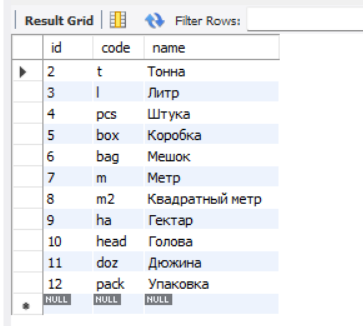 Result Grid Filter Rows:
id code name
2 t Тонна
3 l Литр
4 pcs Штука
5 box Коробка
6 bag Мешок
7 m Метр
8 m2 Квадратный метр
9 ha Гектар
10 head Голова
11 doz Дюжина
12 pack Упаковка
NULL NULL NULL